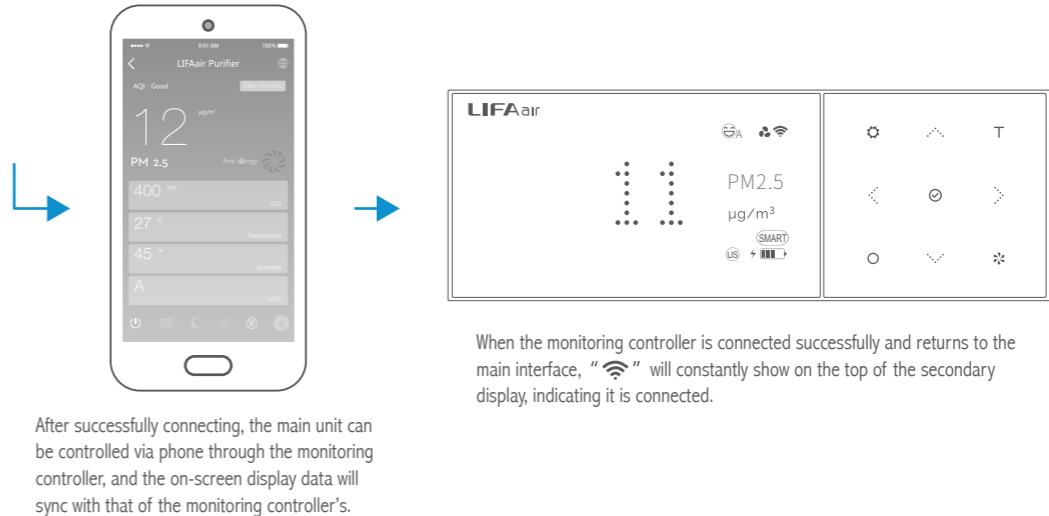 9:41 AM 100%
LIFAair Purifier
AQI : Good
12 μg/m³
PM 2.5 Anti allergy
400 ppm
CO₂
27 °C
Temperature
45 %
Humidity
A
TVOC
After successfully connecting, the main unit can
be controlled via phone through the monitoring
controller, and the on-screen display data will
sync with that of the monitoring controller's.
LIFAair
A
11
PM2.5
μg/m³
SMART
US
T
When the monitoring controller is connected successfully and returns to the
main interface, " " will constantly show on the top of the secondary
display, indicating it is connected.